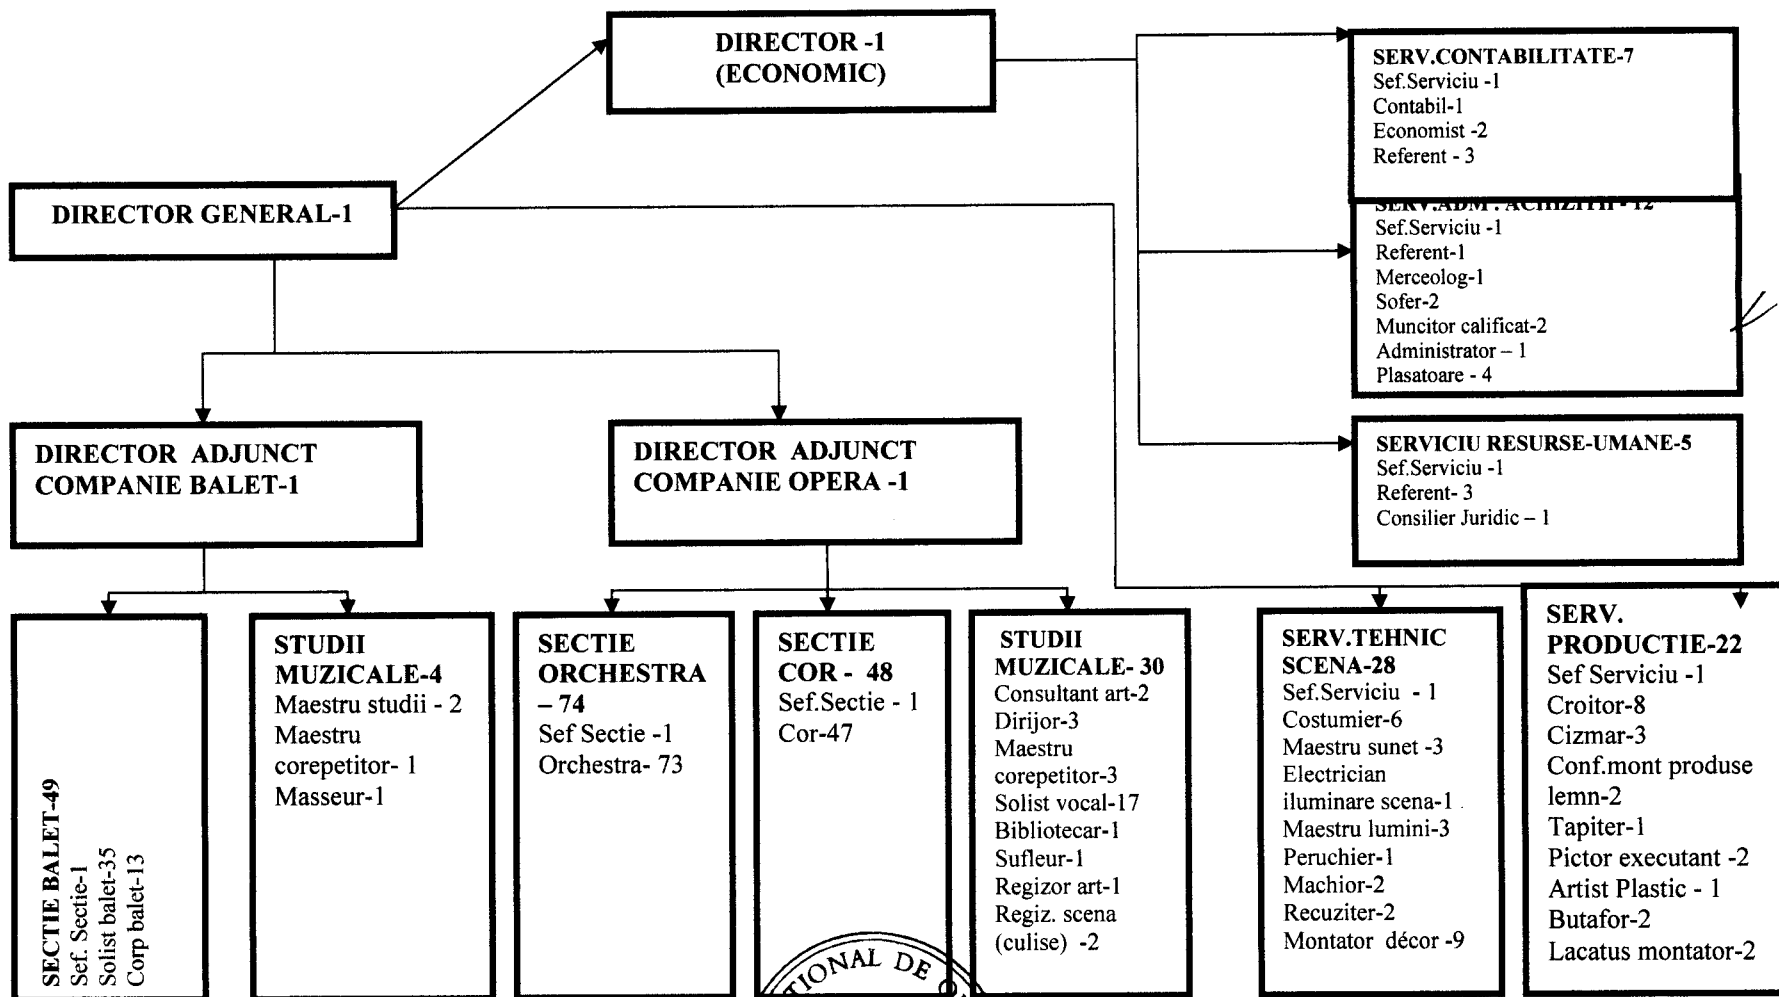 DIRECTOR -1
(ECONOMIC)
SERV.CONTABILITATE-7
Sef.Serviciu -1
Contabil-1
Economist -2
Referent - 3
DIRECTOR GENERAL-1
SERV.ADM . ACHIZITII - 12
Sef.Serviciu -1
Referent-1
Merceolog-1
Sofer-2
Muncitor calificat-2
Administrator – 1
Plasatoare - 4
DIRECTOR ADJUNCT
COMPANIE BALET-1
DIRECTOR ADJUNCT
COMPANIE OPERA -1
SERVICIU RESURSE-UMANE-5
Sef.Serviciu -1
Referent- 3
Consilier Juridic – 1
SECTIE BALET-49
Sef. Sectie-1
Solist balet-35
Corp balet-13
STUDII
MUZICALE-4
Maestru studii - 2
Maestru
corepetitor- 1
Masseur-1
SECTIE
ORCHESTRA
– 74
Sef Sectie -1
Orchestra- 73
SECTIE
COR - 48
Sef.Sectie - 1
Cor-47
STUDII
MUZICALE- 30
Consultant art-2
Dirijor-3
Maestru
corepetitor-3
Solist vocal-17
Bibliotecar-1
Sufleur-1
Regizor art-1
Regiz. scena
(culise) -2
SERV.TEHNIC
SCENA-28
Sef.Serviciu - 1
Costumier-6
Maestru sunet -3
Electrician
iluminare scena-1
Maestru lumini-3
Peruchier-1
Machior-2
Recuziter-2
Montator décor -9
SERV.
PRODUCTIE-22
Sef Serviciu -1
Croitor-8
Cizmar-3
Conf.mont produse
lemn-2
Tapiter-1
Pictor executant -2
Artist Plastic - 1
Butafor-2
Lacatus montator-2
TIONAL DE